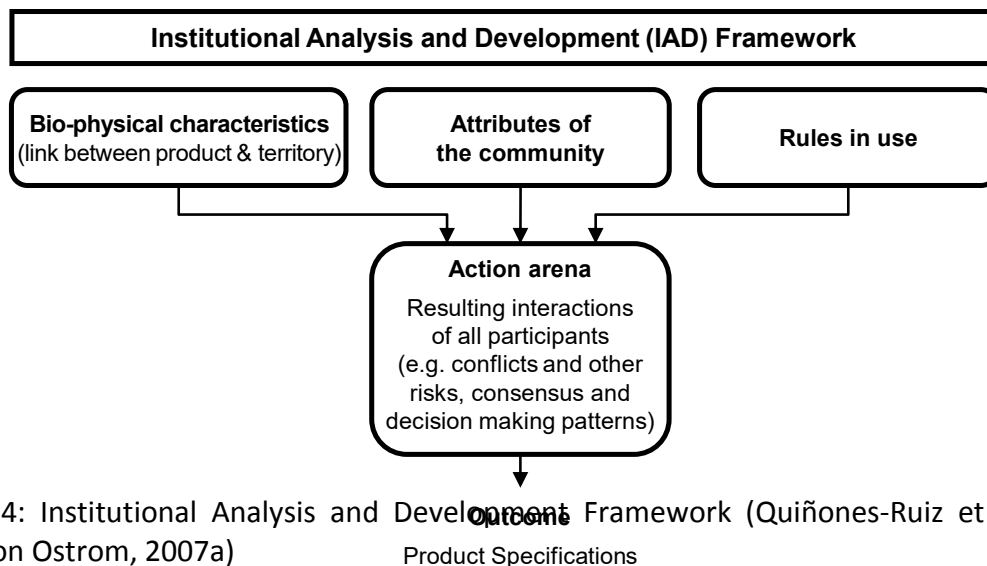 Institutional Analysis and Development (IAD) Framework
Bio-physical characteristics
(link between product & territory)
Attributes of
the community
Rules in use
Action arena
Resulting interactions
of all participants
(e.g. conflicts and other
risks, consensus and
decision making patterns)
Outcome
4: Institutional Analysis and Development Framework (Quiñones-Ruiz et
on Ostrom, 2007a)
Product Specifications